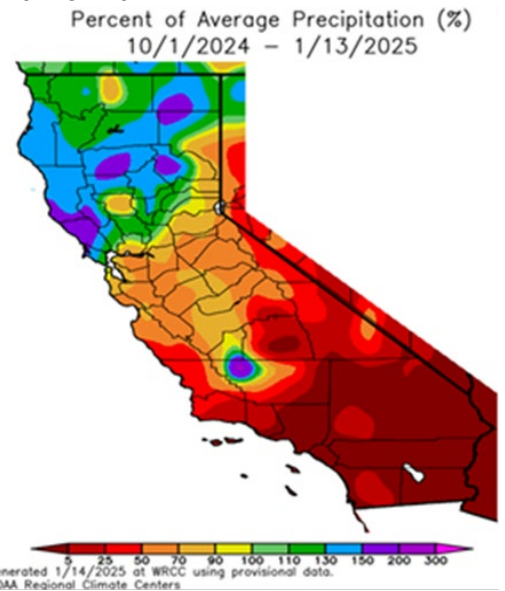 Percent of Average Precipitation (%)
10/1/2024 – 1/13/2025
5 25 50 70 90 100 110 130 150 200 300
enerated 1/14/2025 at WRCC using provisional data.
OAA Regional Climate Centers